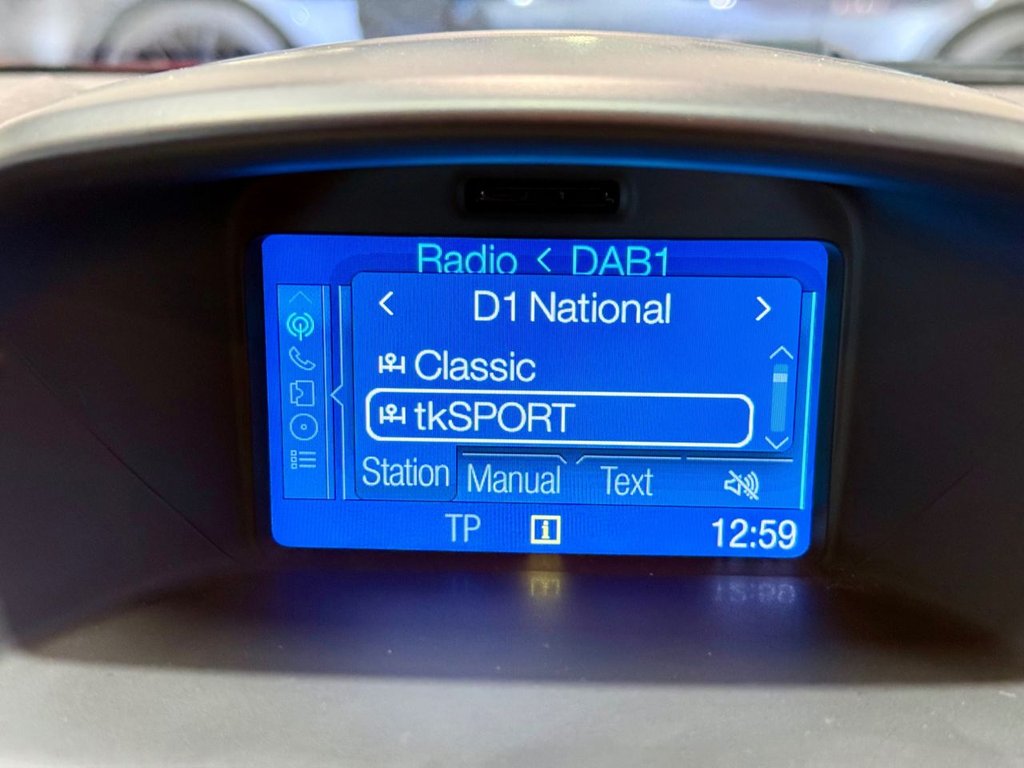 Radio < DAB1
< D1 National >
Classic
tkSPORT
Station Manual Text
TP i 12:59